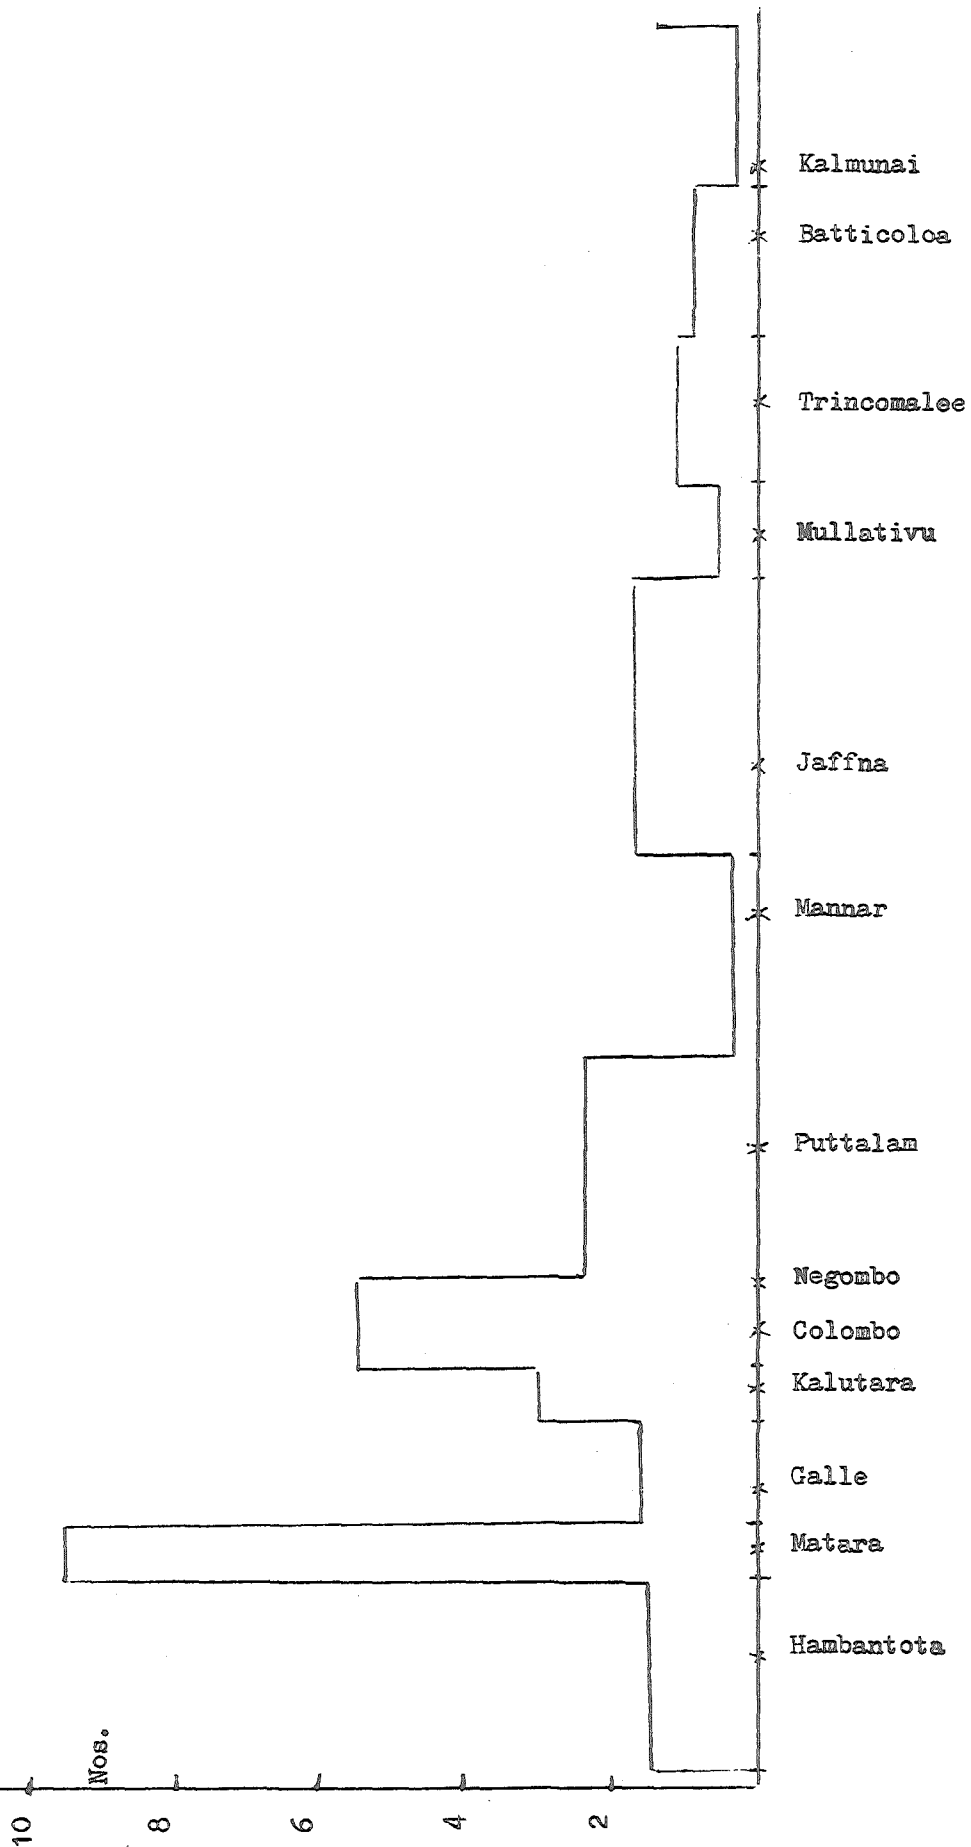 Kalmunai
Batticoloa
Trincomalee
Mullativu
Jaffna
Mannar
Puttalam
Negombo
Colombo
Kalutara
Galle
Matara
Hambantota
Nos.
10
8
6
4
2